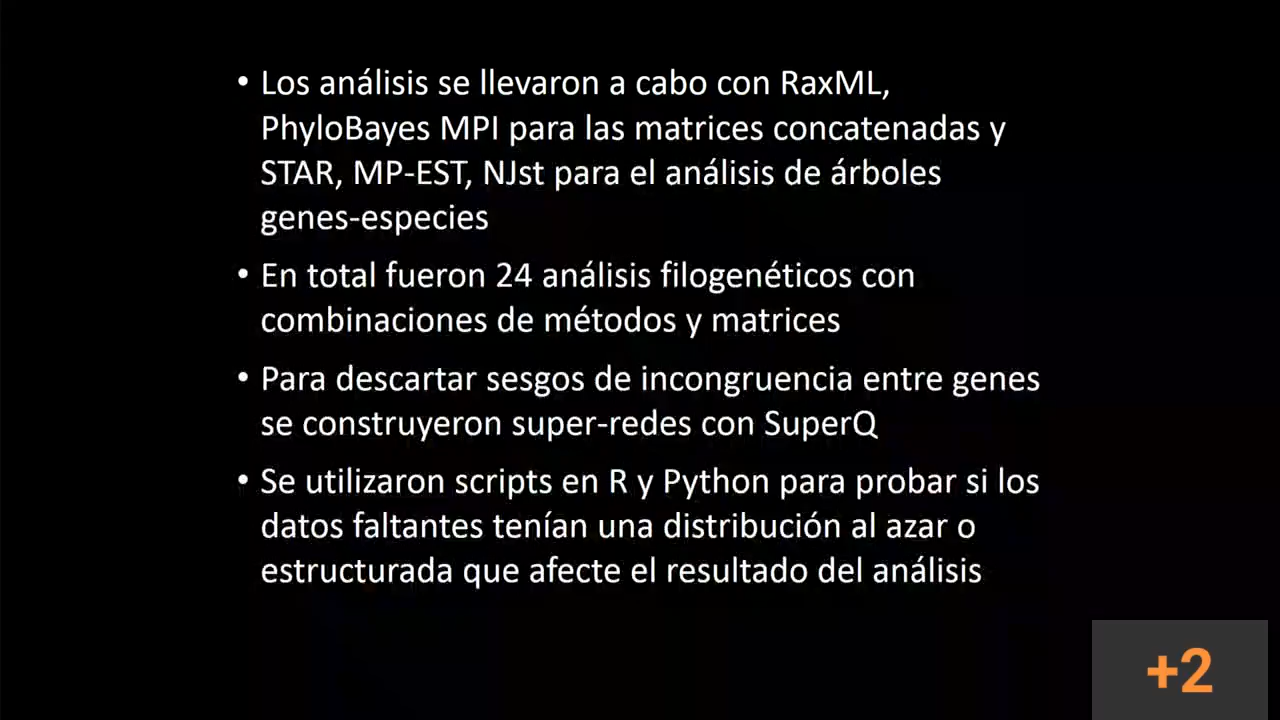 • Los análisis se llevaron a cabo con RaxML,
PhyloBayes MPI para las matrices concatenadas y
STAR, MP-EST, NJst para el análisis de árboles
genes-especies
• En total fueron 24 análisis filogenéticos con
combinaciones de métodos y matrices
• Para descartar sesgos de incongruencia entre genes
se construyeron super-redes con SuperQ
• Se utilizaron scripts en R y Python para probar si los
datos faltantes tenían una distribución al azar o
estructurada que afecte el resultado del análisis
+2